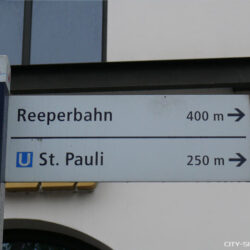 Reeperbahn 400 m →
U St. Pauli 250 m →